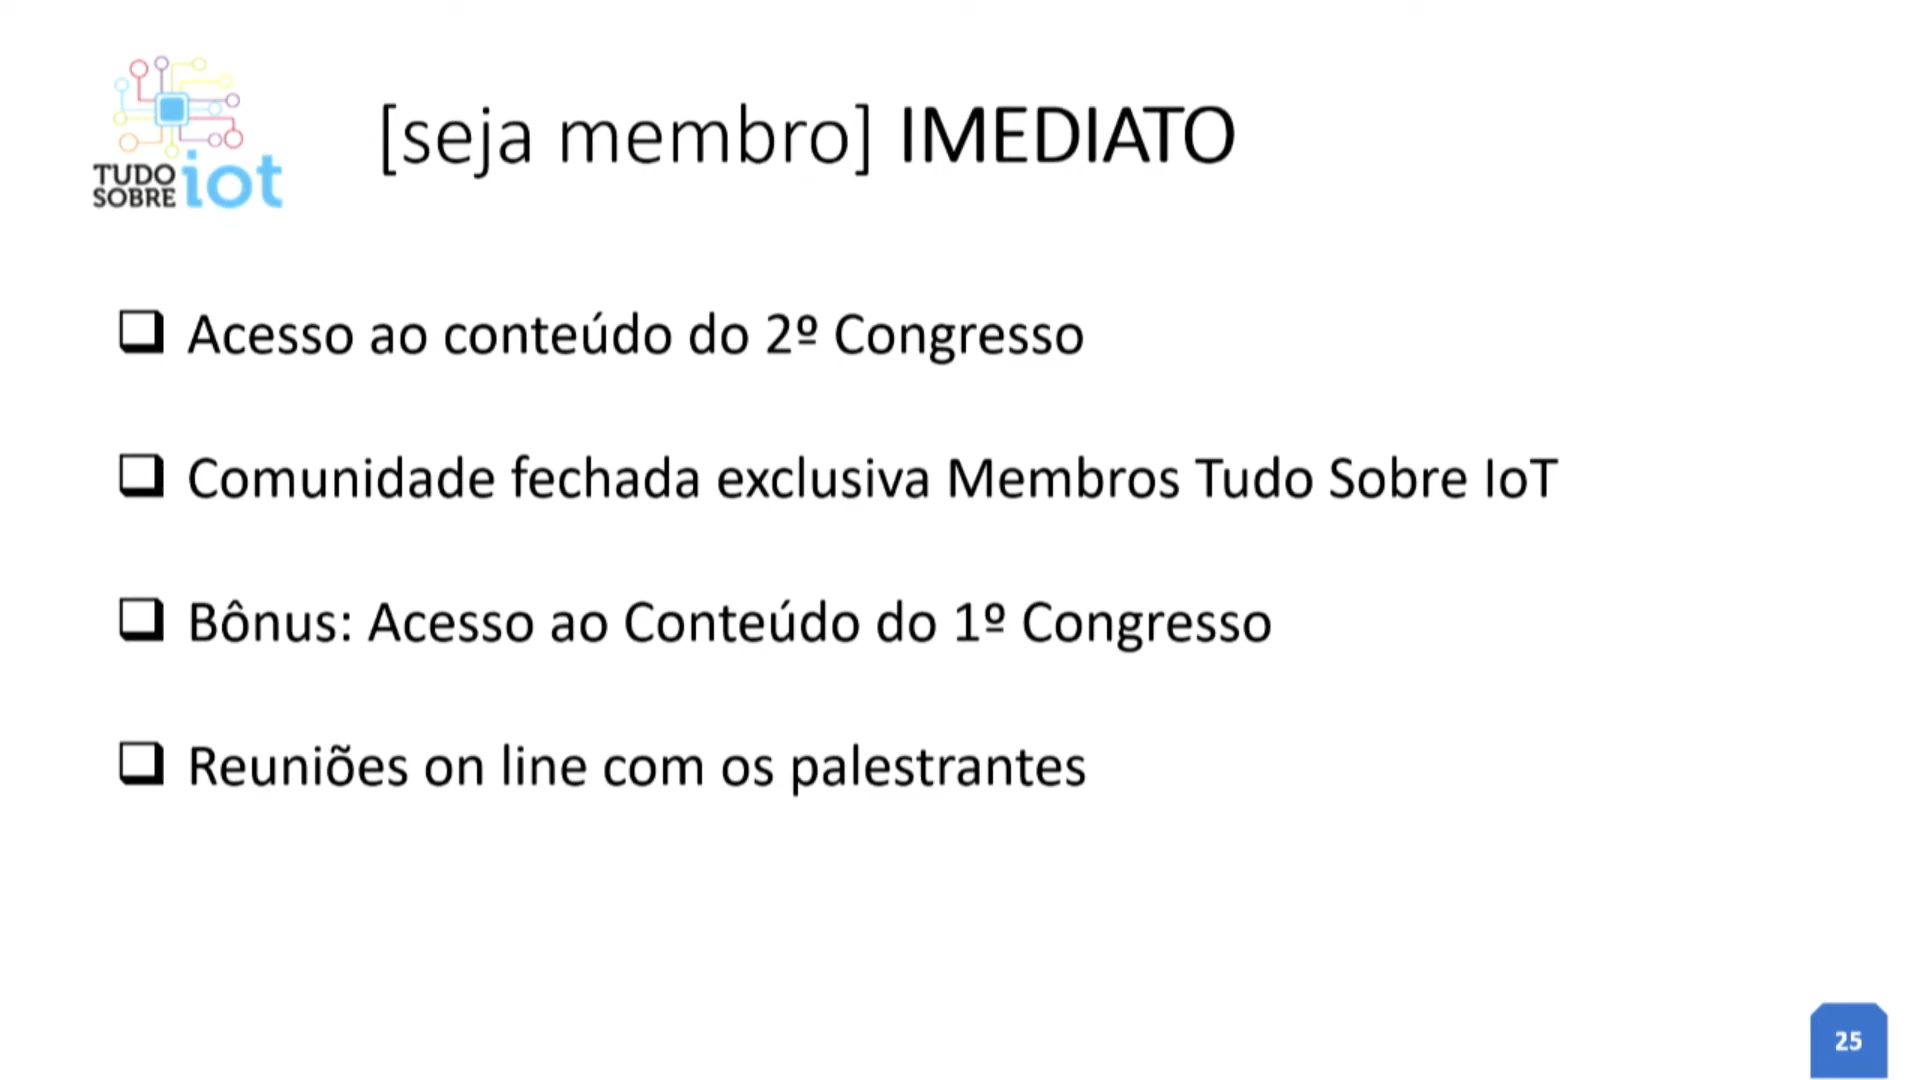 TUDO
SOBRE iot
[seja membro] IMEDIATO
Acesso ao conteúdo do 2º Congresso
Comunidade fechada exclusiva Membros Tudo Sobre IoT
Bônus: Acesso ao Conteúdo do 1º Congresso
Reuniões on line com os palestrantes
25